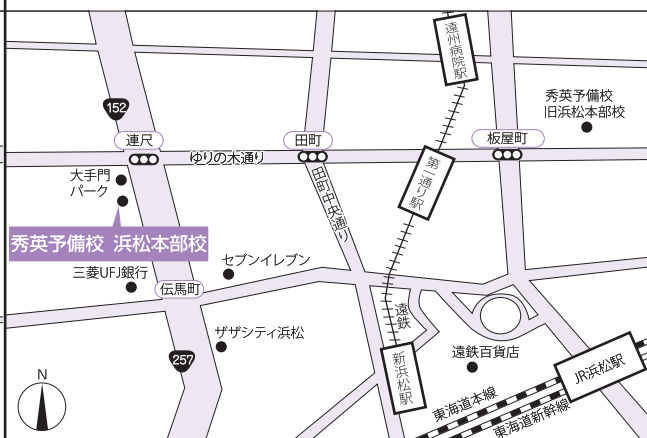 遠州病院駅
秀英予備校
旧浜松本部校
152
連尺
田町
板屋町
ゆりの木通り
第一通り駅
大手門
パーク
田町中央通り
秀英予備校 浜松本部校
セブンイレブン
三菱UFJ銀行
伝馬町
遠鉄
ザザシティ浜松
257
新浜松駅
遠鉄百貨店
JR浜松駅
N
東海道本線
東海道新幹線